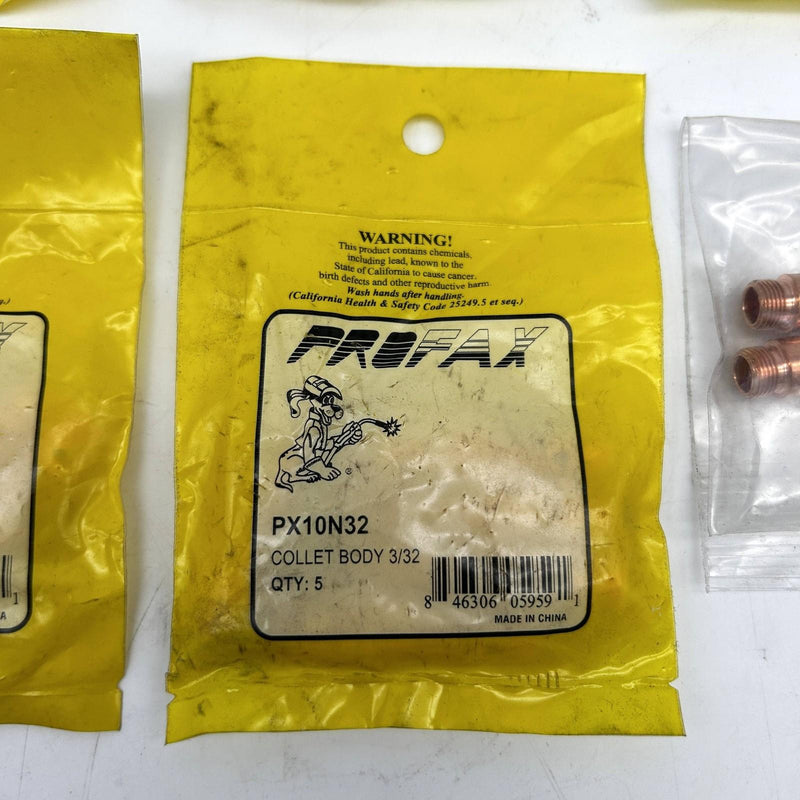 WARNING!
This product contains chemicals,
including lead, known to the
State of California to cause cancer,
birth defects and other reproductive harm.
Wash hands after handling.
(California Health & Safety Code 25249.5 et seq.)
PROFAX
®
PX10N32
COLLET BODY 3/32
QTY: 5
8 46306 05959 1
MADE IN CHINA
1